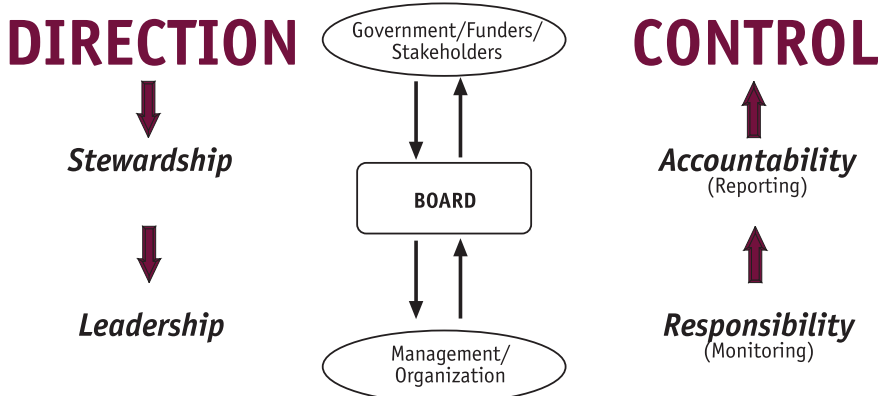 DIRECTION
Stewardship
Leadership
Government/Funders/
Stakeholders
BOARD
Management/
Organization
CONTROL
Accountability
(Reporting)
Responsibility
(Monitoring)